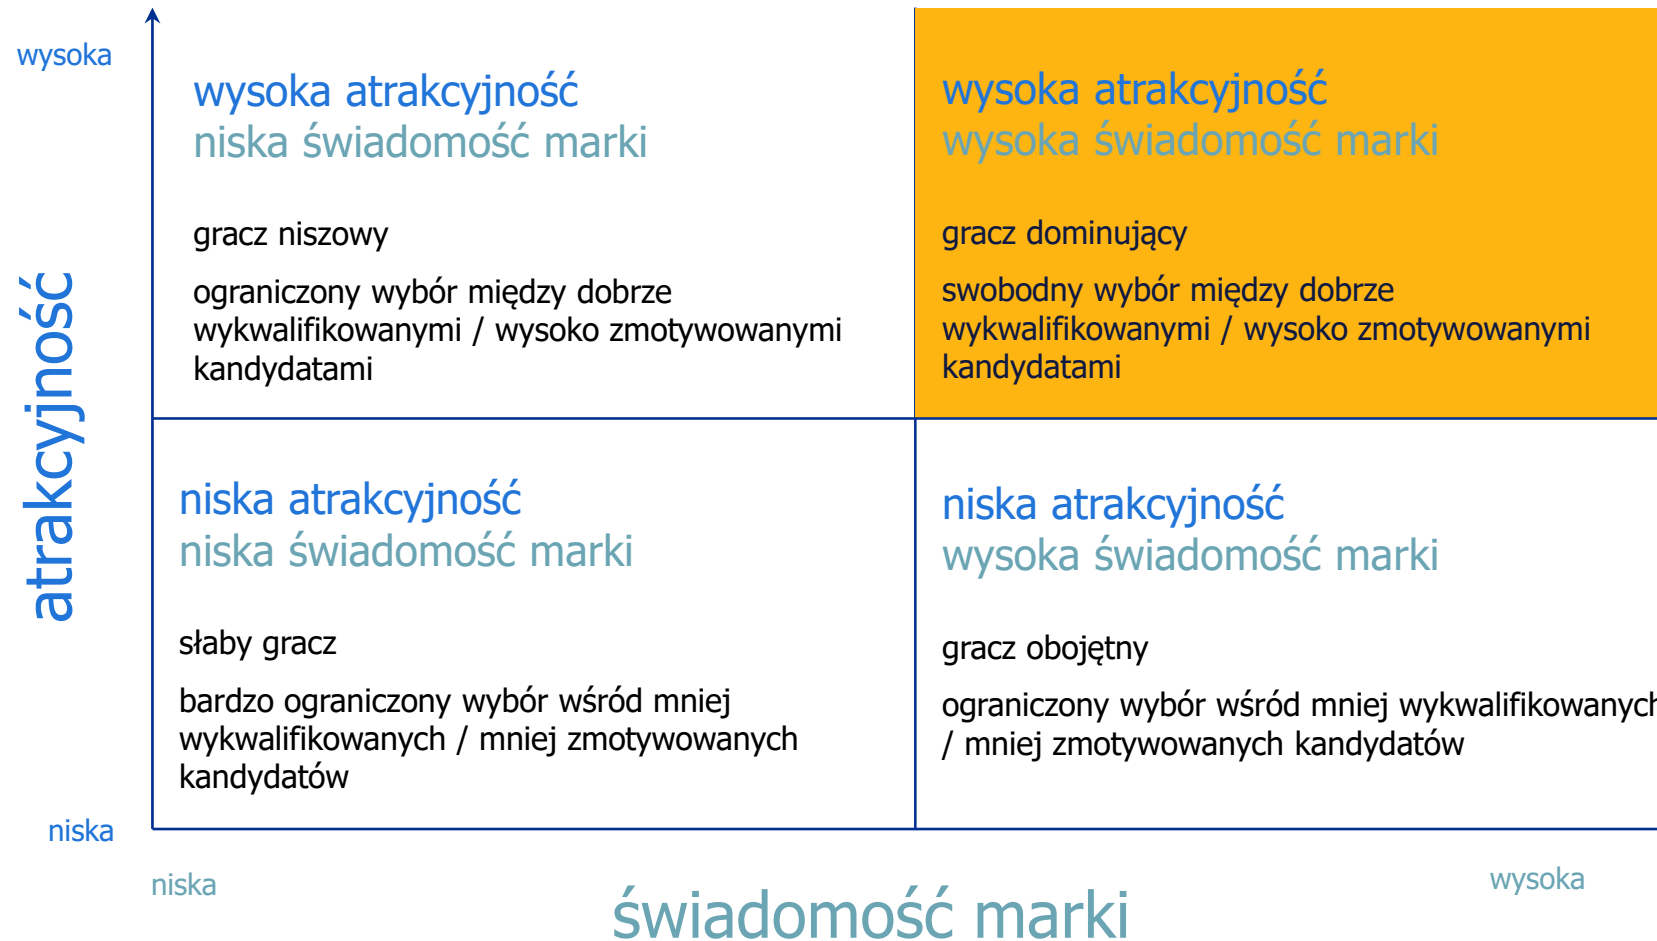 wysoka
wysoka atrakcyjność
niska świadomość marki
gracz niszowy
ograniczony wybór między dobrze
wykwalifikowanymi / wysoko zmotywowanymi
kandydatami
wysoka atrakcyjność
wysoka świadomość marki
gracz dominujący
swobodny wybór między dobrze
wykwalifikowanymi / wysoko zmotywowanymi
kandydatami
atrakcyjność
niska atrakcyjność
niska świadomość marki
słaby gracz
bardzo ograniczony wybór wśród mniej
wykwalifikowanych / mniej zmotywowanych
kandydatów
niska atrakcyjność
wysoka świadomość marki
gracz obojętny
ograniczony wybór wśród mniej wykwalifikowanych
/ mniej zmotywowanych kandydatów
niska
niska
wysoka
świadomość marki